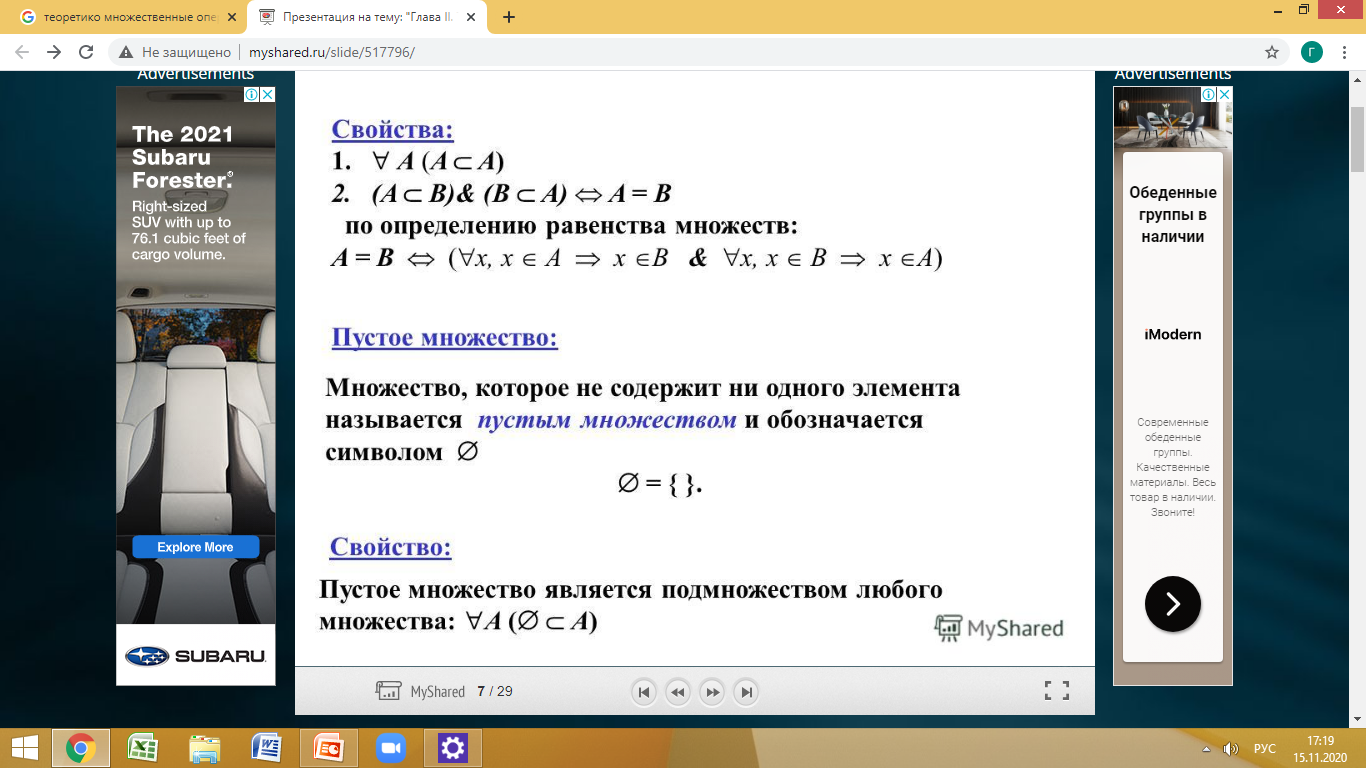 теоретико множественные опе
Презентация на тему: "Глава II.
Не защищено
myshared.ru/slide/517796/
Г
Advertisements
The 2021
Subaru
Forester.®
Right-sized
SUV with up to
76.1 cubic feet of
cargo volume.
Explore More
SUBARU
Свойства:
1. ∀ A (A ⊂ A)
2. (A ⊂ B)& (B ⊂ A) ⇔ A = B
по определению равенства множеств:
A = B ⇔ (∀x, x ∈ A ⇒ x ∈B & ∀x, x ∈ B ⇒ x ∈A)
Пустое множество:
Множество, которое не содержит ни одного элемента
называется пустым множеством и обозначается
символом ∅
∅ = { }.
Свойство:
Пустое множество является подмножеством любого
множества: ∀A (∅ ⊂ A)
MyShared
MyShared 7 / 29
Advertisements
Обеденные
группы в
наличии
iModern
Современные
обеденные
группы.
Качественные
материалы. Весь
товар в наличии.
Звоните!
РУС
17:19
15.11.2020